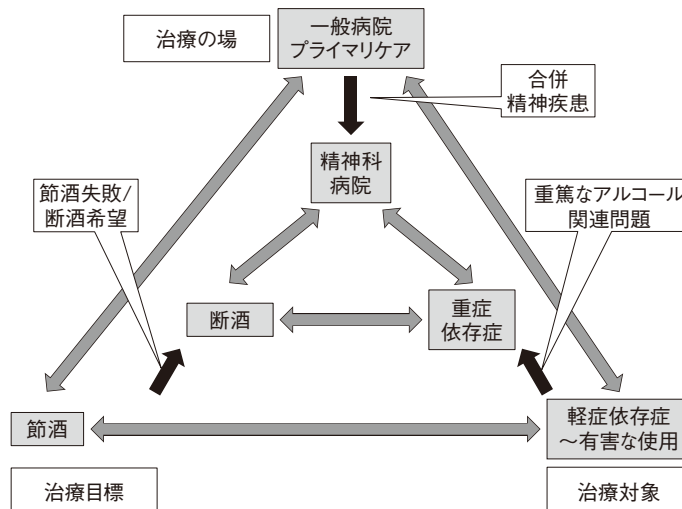 治療の場
一般病院
プライマリケア
合併
精神疾患
精神科
病院
節酒失敗/
断酒希望
重篤なアルコール
関連問題
断酒
重症
依存症
節酒
軽症依存症
～有害な使用
治療目標
治療対象